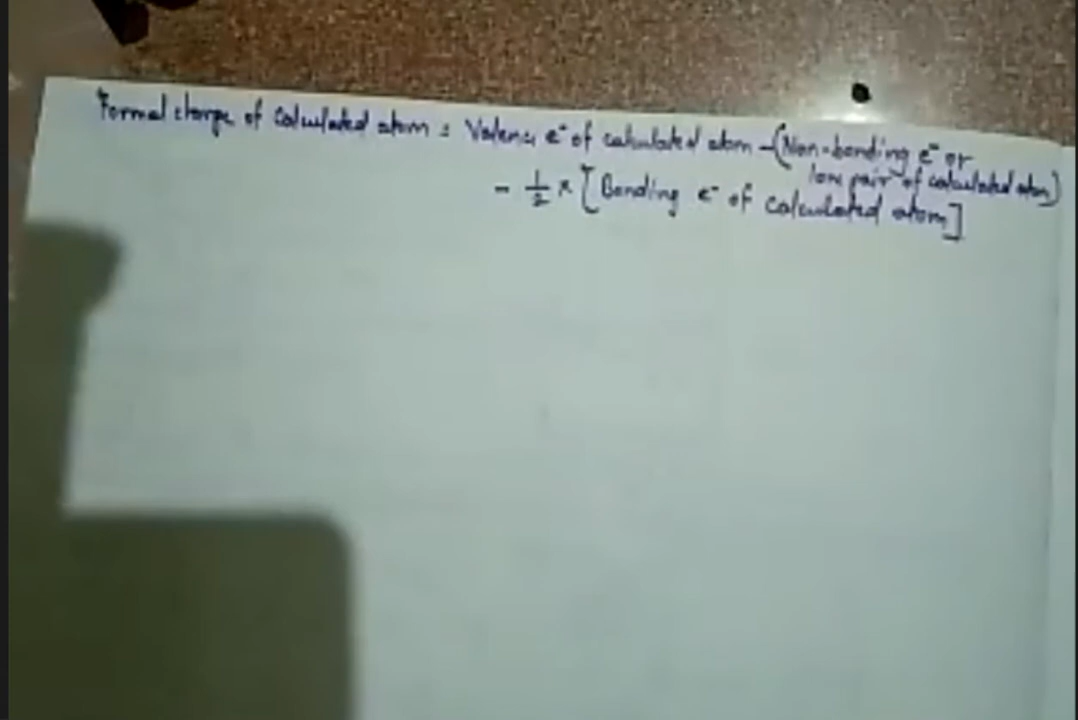 Formal charge of calculated atom = Valence e⁻ of calculated atom - (Non-bonding e⁻ or
lone pair of calculated atom)
- 1/2 × [Bonding e⁻ of calculated atom]